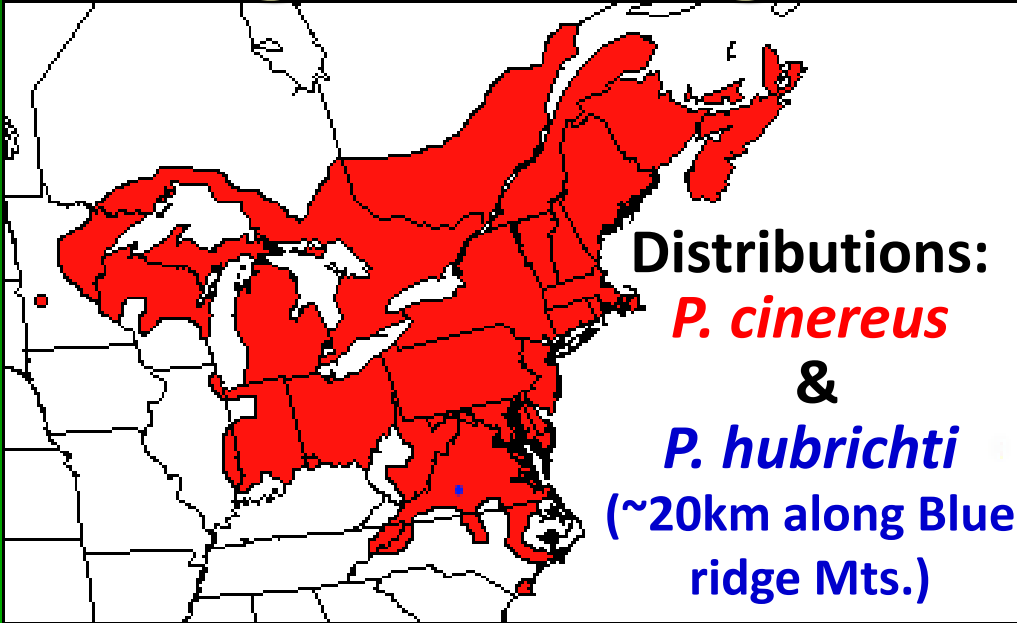 Distributions:
P. cinereus
&
P. hubrichti
(~20km along Blue
ridge Mts.)